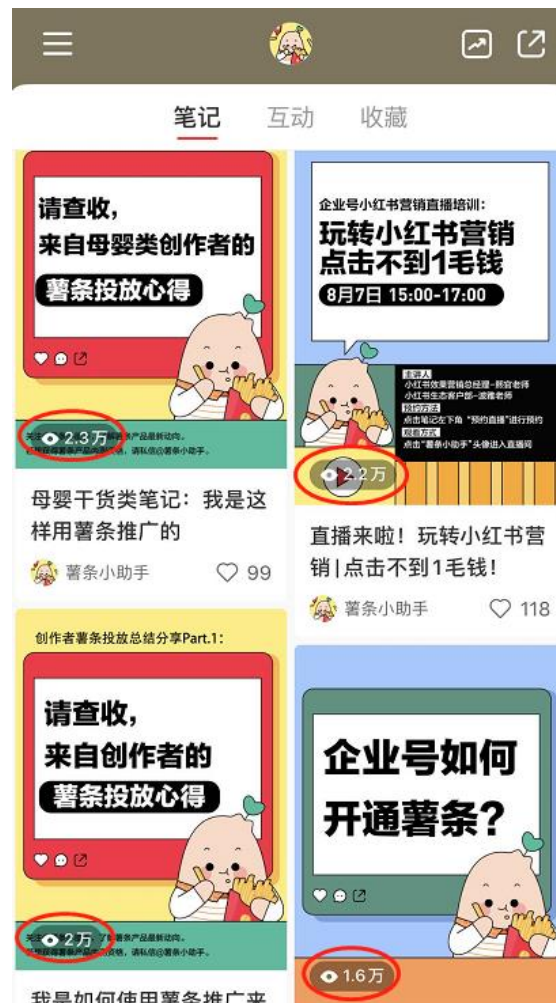 笔记
互动
收藏
请查收，
来自母婴类创作者的
薯条投放心得
2.3万
母婴干货类笔记：我是这
样用薯条推广的
薯条小助手
99
企业号小红书营销直播培训：
玩转小红书营销
点击不到1毛钱
8月7日 15:00-17:00
主讲人
小红书效果营销总经理-熙官老师
小红书生态客户部-波雅老师
预约方法
点击笔记左下角“预约直播”进行预约
观看方式
点击“薯条小助手”头像进入直播间
2.2万
直播来啦！玩转小红书营
销|点击不到1毛钱！
薯条小助手
118
创作者薯条投放总结分享Part.1：
请查收，
来自创作者的
薯条投放心得
2万
我是如何使用薯条推广来
企业号如何
开通薯条？
1.6万